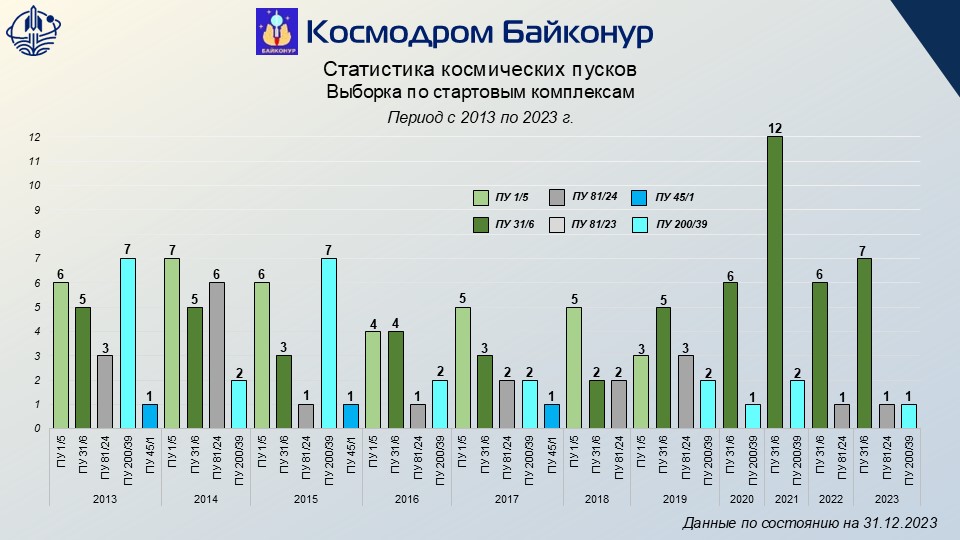 БАЙКОНУР
Космодром Байконур
Статистика космических пусков
Выборка по стартовым комплексам
Период с 2013 по 2023 г.
12
11
10
9
8
7
6
5
4
3
2
1
0
ПУ 1/5 ПУ 81/24 ПУ 45/1
ПУ 31/6 ПУ 81/23 ПУ 200/39
6 5 3 7 1 7 5 6 2 6 3 1 7 1 4 4 1 2 5 3 2 2 1 5 2 2 3 5 3 2 6 1 12 2 6 1 7 1 1
ПУ 1/5 ПУ 31/6 ПУ 81/24 ПУ 200/39 ПУ 45/1 ПУ 1/5 ПУ 31/6 ПУ 81/24 ПУ 200/39 ПУ 1/5 ПУ 31/6 ПУ 81/24 ПУ 200/39 ПУ 45/1 ПУ 1/5 ПУ 31/6 ПУ 81/24 ПУ 200/39 ПУ 1/5 ПУ 31/6 ПУ 81/24 ПУ 200/39 ПУ 45/1 ПУ 1/5 ПУ 31/6 ПУ 81/24 ПУ 1/5 ПУ 31/6 ПУ 81/24 ПУ 200/39 ПУ 31/6 ПУ 200/39 ПУ 31/6 ПУ 200/39 ПУ 31/6 ПУ 81/24 ПУ 31/6 ПУ 81/24 ПУ 200/39
2013 2014 2015 2016 2017 2018 2019 2020 2021 2022 2023
Данные по состоянию на 31.12.2023